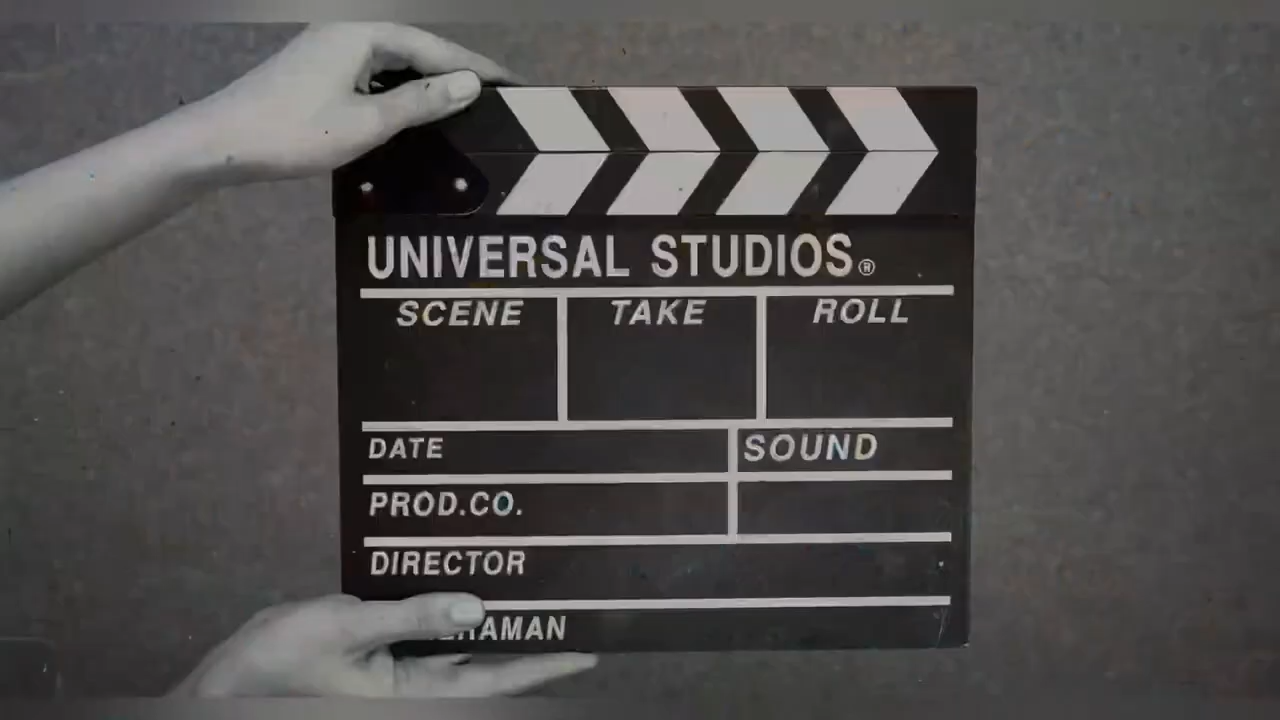 UNIVERSAL STUDIOS®
SCENE TAKE ROLL
DATE SOUND
PROD.CO.
DIRECTOR